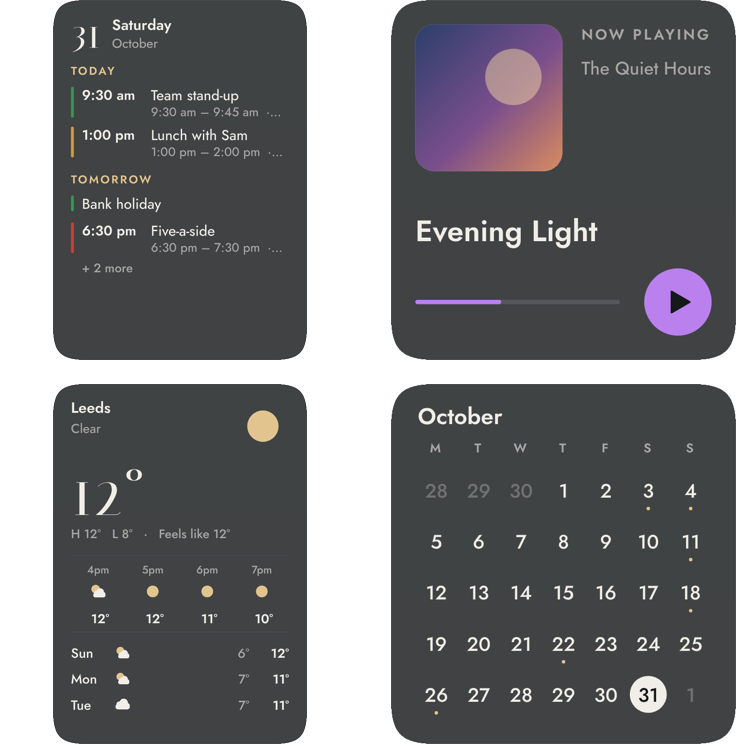 31 Saturday
October
TODAY
9:30 am Team stand-up
9:30 am – 9:45 am ·…
1:00 pm Lunch with Sam
1:00 pm – 2:00 pm ·…
TOMORROW
Bank holiday
6:30 pm Five-a-side
6:30 pm – 7:30 pm ·…
+ 2 more
NOW PLAYING
The Quiet Hours
Evening Light
Leeds
Clear
12°
H 12° L 8° · Feels like 12°
4pm 5pm 6pm 7pm
12° 12° 11° 10°
Sun 6° 12°
Mon 7° 11°
Tue 7° 11°
October
M T W T F S S
28 29 30 1 2 3 4
5 6 7 8 9 10 11
12 13 14 15 16 17 18
19 20 21 22 23 24 25
26 27 28 29 30 31 1